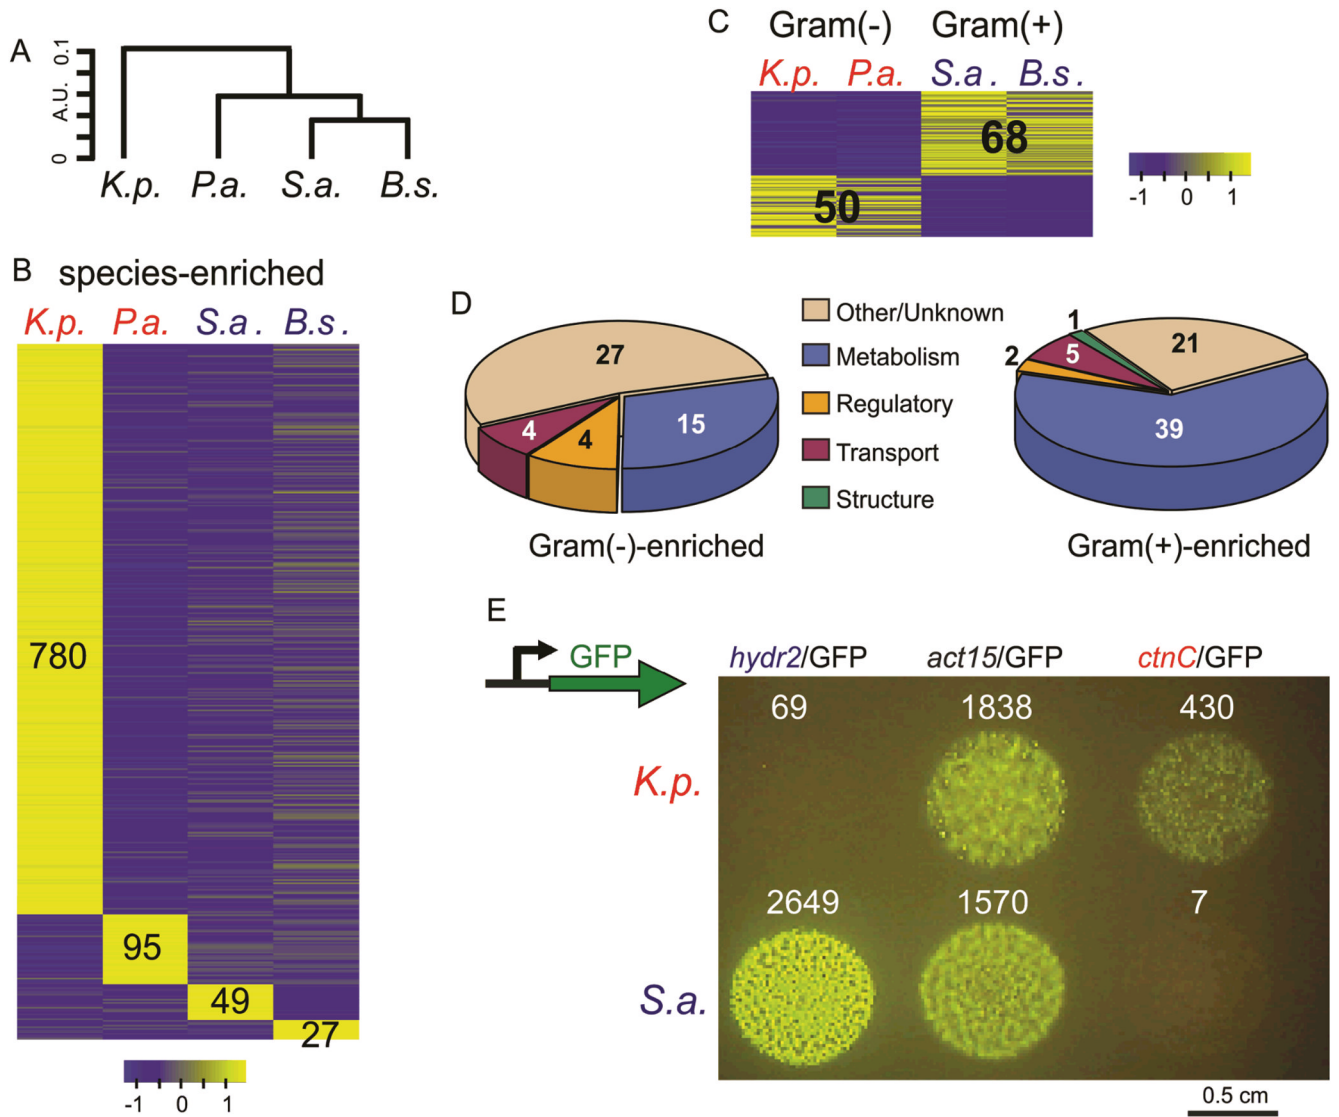 A
0.1
A.U.
0
K.p. P.a. S.a. B.s.
B species-enriched
K.p. P.a. S.a. B.s.
780
95
49
27
-1 0 1
C Gram(-) Gram(+)
K.p. P.a. S.a. B.s.
68
50
-1 0 1
D
27
4
4
15
Other/Unknown
Metabolism
Regulatory
Transport
Structure
1
2
5
21
39
Gram(-)-enriched
Gram(+)-enriched
E
GFP
hydr2/GFP act15/GFP ctnC/GFP
69 1838 430
K.p.
2649 1570 7
S.a.
0.5 cm